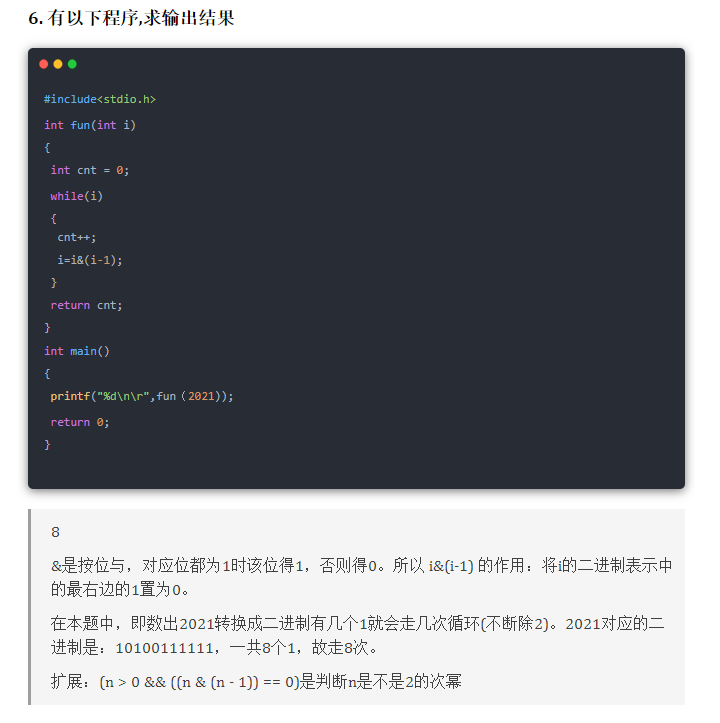 6. 有以下程序,求输出结果
#include<stdio.h>
int fun(int i)
{
int cnt = 0;
while(i)
{
cnt++;
i=i&(i-1);
}
return cnt;
}
int main()
{
printf("%d\n\r",fun（2021));
return 0;
}
8
&是按位与，对应位都为1时该位得1，否则得0。所以 i&(i-1) 的作用：将i的二进制表示中
的最右边的1置为0。
在本题中，即数出2021转换成二进制有几个1就会走几次循环(不断除2)。2021对应的二
进制是：10100111111，一共8个1，故走8次。
扩展：(n > 0 && ((n & (n - 1)) == 0)是判断n是不是2的次幂